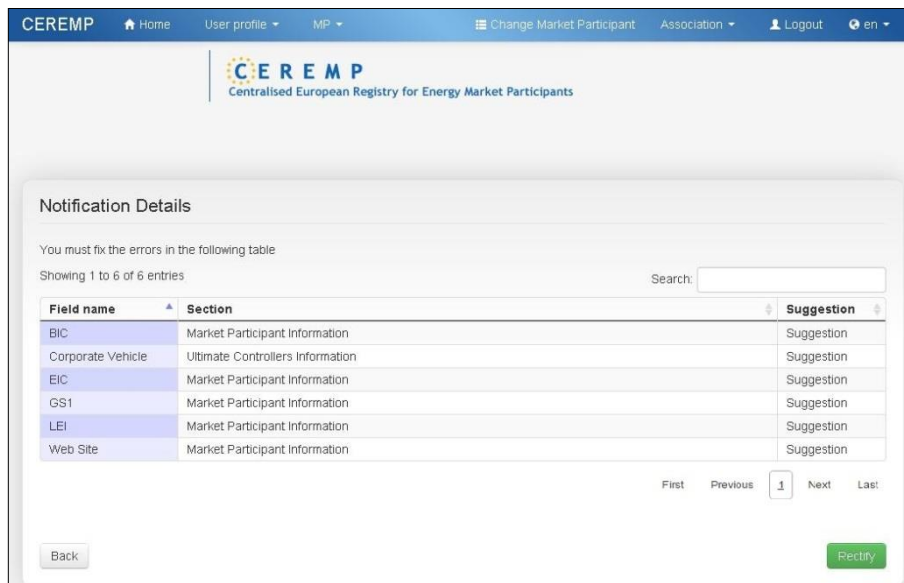 CEREMP Home User profile MP Change Market Participant Association Logout en
CEREMP
Centralised European Registry for Energy Market Participants
Notification Details
You must fix the errors in the following table
Showing 1 to 6 of 6 entries Search:
Field name Section Suggestion
BIC Market Participant Information Suggestion
Corporate Vehicle Ultimate Controllers Information Suggestion
EIC Market Participant Information Suggestion
GS1 Market Participant Information Suggestion
LEI Market Participant Information Suggestion
Web Site Market Participant Information Suggestion
First Previous 1 Next Last
Back Rectify